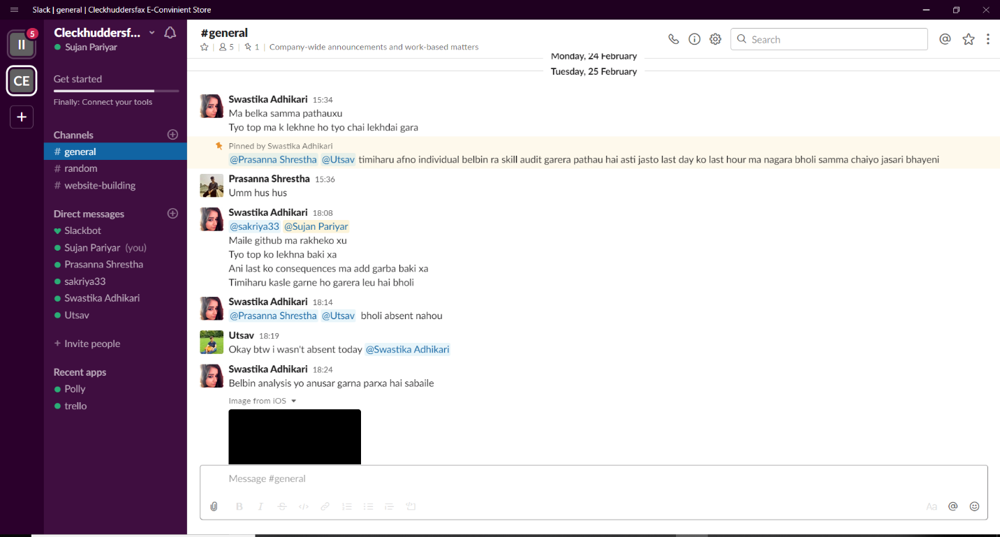 Slack | general | Cleckhuddersfax E-Convinient Store
II
5
CE
+
Cleckhuddersf...
Sujan Pariyar
Get started
Finally: Connect your tools
Channels
# general
# random
# website-building
Direct messages
Slackbot
Sujan Pariyar (you)
Prasanna Shrestha
sakriya33
Swastika Adhikari
Utsav
+ Invite people
Recent apps
Polly
trello
#general
5 | 1 | Company-wide announcements and work-based matters
Search
Monday, 24 February
Tuesday, 25 February
Swastika Adhikari 15:34
Ma belka samma pathauxu
Tyo top ma k lekhne ho tyo chai lekhdai gara
Pinned by Swastika Adhikari
@Prasanna Shrestha @Utsav timiharu afno individual belbin ra skill audit garera pathau hai asti jasto last day ko last hour ma nagara bholi samma chaiyo jasari bhayeni
Prasanna Shrestha 15:36
Umm hus hus
Swastika Adhikari 18:08
@sakriya33 @Sujan Pariyar
Maile github ma rakheko xu
Tyo top ko lekhna baki xa
Ani last ko consequences ma add garba baki xa
Timiharu kasle garne ho garera leu hai bholi
Swastika Adhikari 18:14
@Prasanna Shrestha @Utsav bholi absent nahou
Utsav 18:19
Okay btw i wasn't absent today @Swastika Adhikari
Swastika Adhikari 18:24
Belbin analysis yo anusar garna parxa hai sabaile
Image from iOS
Message #general
B I S </> Aa @